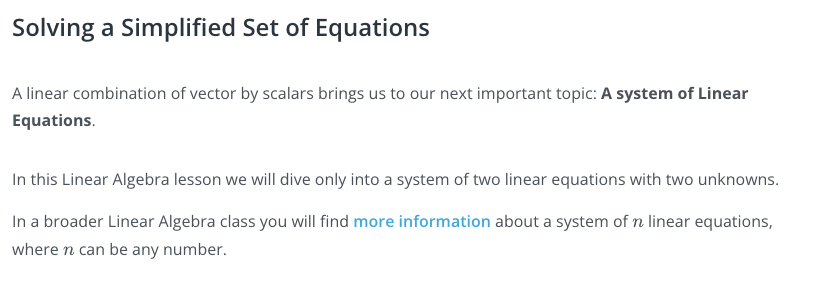 Solving a Simplified Set of Equations
A linear combination of vector by scalars brings us to our next important topic: A system of Linear
Equations.
In this Linear Algebra lesson we will dive only into a system of two linear equations with two unknowns.
In a broader Linear Algebra class you will find more information about a system of n linear equations,
where n can be any number.